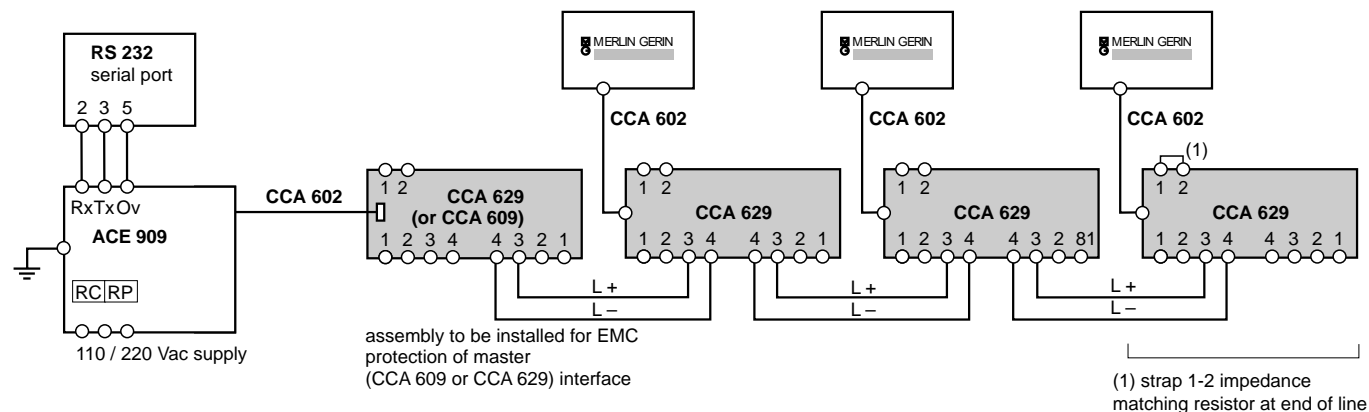 RS 232
serial port
2 3 5
RxTxOv
ACE 909
RC RP
110 / 220 Vac supply
CCA 602
1 2
CCA 629
(or CCA 609)
1 2 3 4 4 3 2 1
assembly to be installed for EMC
protection of master
(CCA 609 or CCA 629) interface
L +
L –
MERLIN GERIN
CCA 602
1 2
CCA 629
1 2 3 4 4 3 2 1
L +
L –
MERLIN GERIN
CCA 602
1 2
CCA 629
1 2 3 4 4 3 2 81
L +
L –
MERLIN GERIN
CCA 602
(1)
1 2
CCA 629
1 2 3 4 4 3 2 1
(1) strap 1-2 impedance
matching resistor at end of line